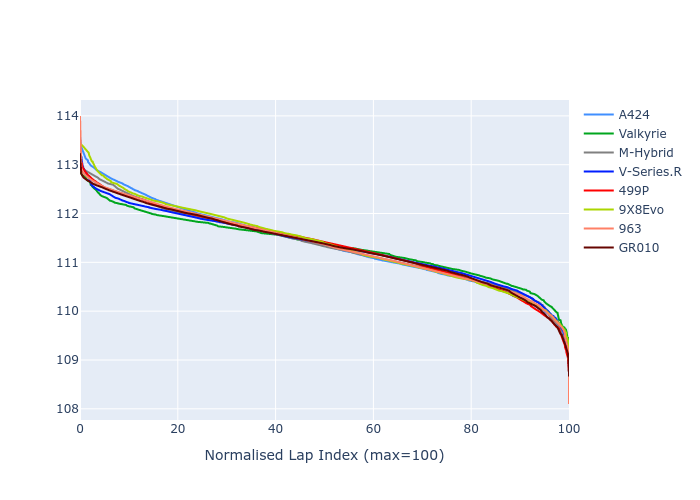 114
113
112
111
110
109
108
0
20
40
60
80
100
Normalised Lap Index (max=100)
A424
Valkyrie
M-Hybrid
V-Series.R
499P
9X8Evo
963
GR010